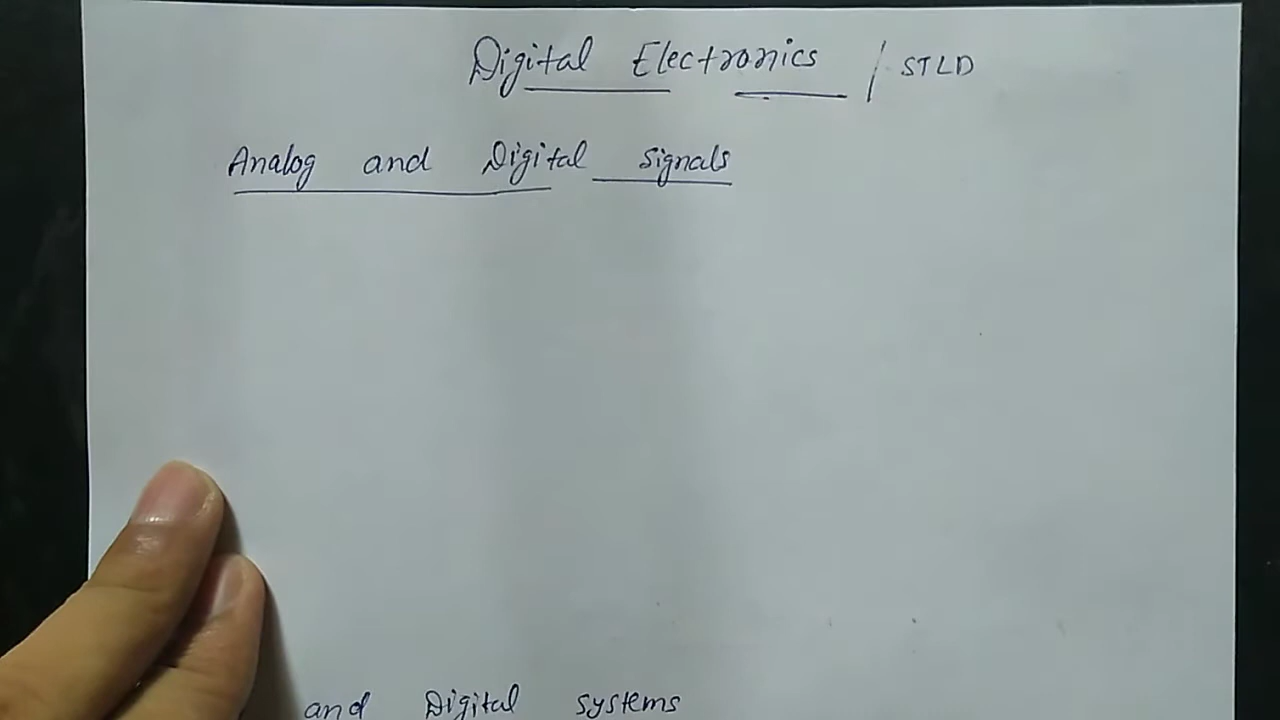 Digital Electronics / STLD
Analog and Digital signals
and Digital systems